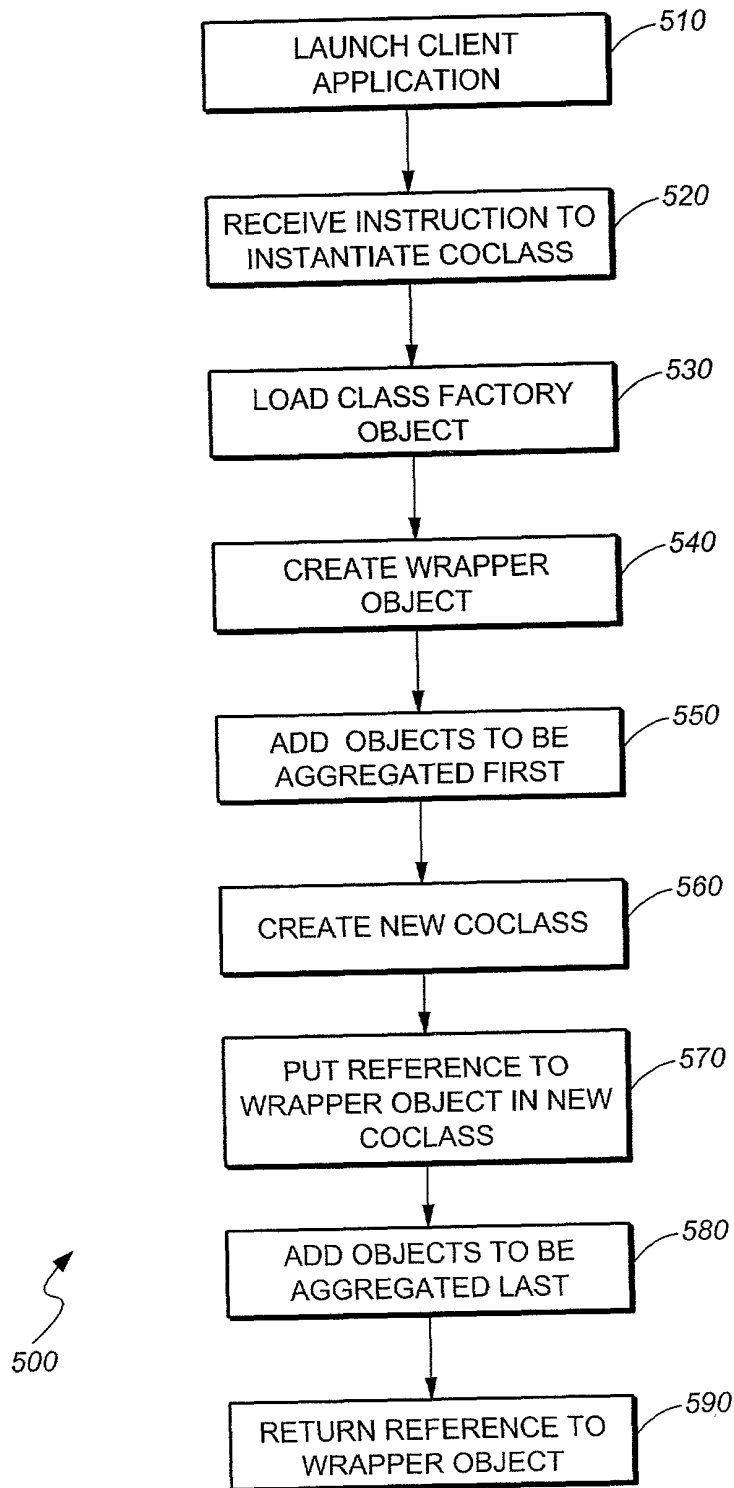 LAUNCH CLIENT
APPLICATION
510
RECEIVE INSTRUCTION TO
INSTANTIATE COCLASS
520
LOAD CLASS FACTORY
OBJECT
530
CREATE WRAPPER
OBJECT
540
ADD OBJECTS TO BE
AGGREGATED FIRST
550
CREATE NEW COCLASS
560
PUT REFERENCE TO
WRAPPER OBJECT IN NEW
COCLASS
570
ADD OBJECTS TO BE
AGGREGATED LAST
580
500
RETURN REFERENCE TO
WRAPPER OBJECT
590